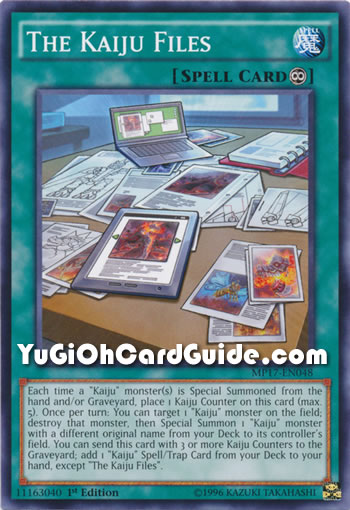 THE KAIJU FILES
魔
[SPELL CARD]
YuGiOhCardGuide.com
MP17-EN048
Each time a "Kaiju" monster(s) is Special Summoned from the
hand and/or Graveyard, place 1 Kaiju Counter on this card (max.
5). Once per turn: You can target 1 "Kaiju" monster on the field;
destroy that monster, then Special Summon 1 "Kaiju" monster
with a different original name from your Deck to its controller's
field. You can send this card with 3 or more Kaiju Counters to the
Graveyard; add 1 "Kaiju" Spell/Trap Card from your Deck to your
hand, except "The Kaiju Files".
11163040 1st Edition ©1996 KAZUKI TAKAHASHI